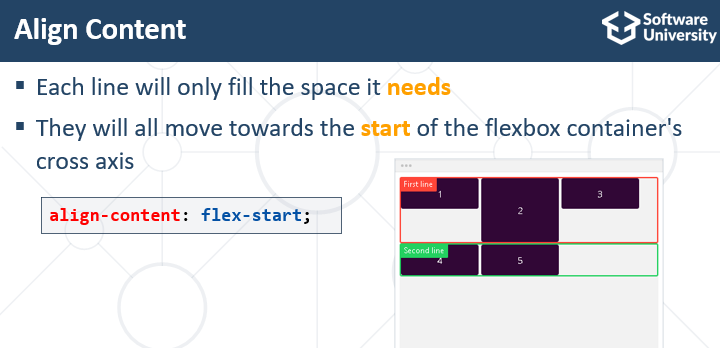 Align Content
Software
University
Each line will only fill the space it needs
They will all move towards the start of the flexbox container's
cross axis
align-content: flex-start;
First line
1
2
3
Second line
4
5